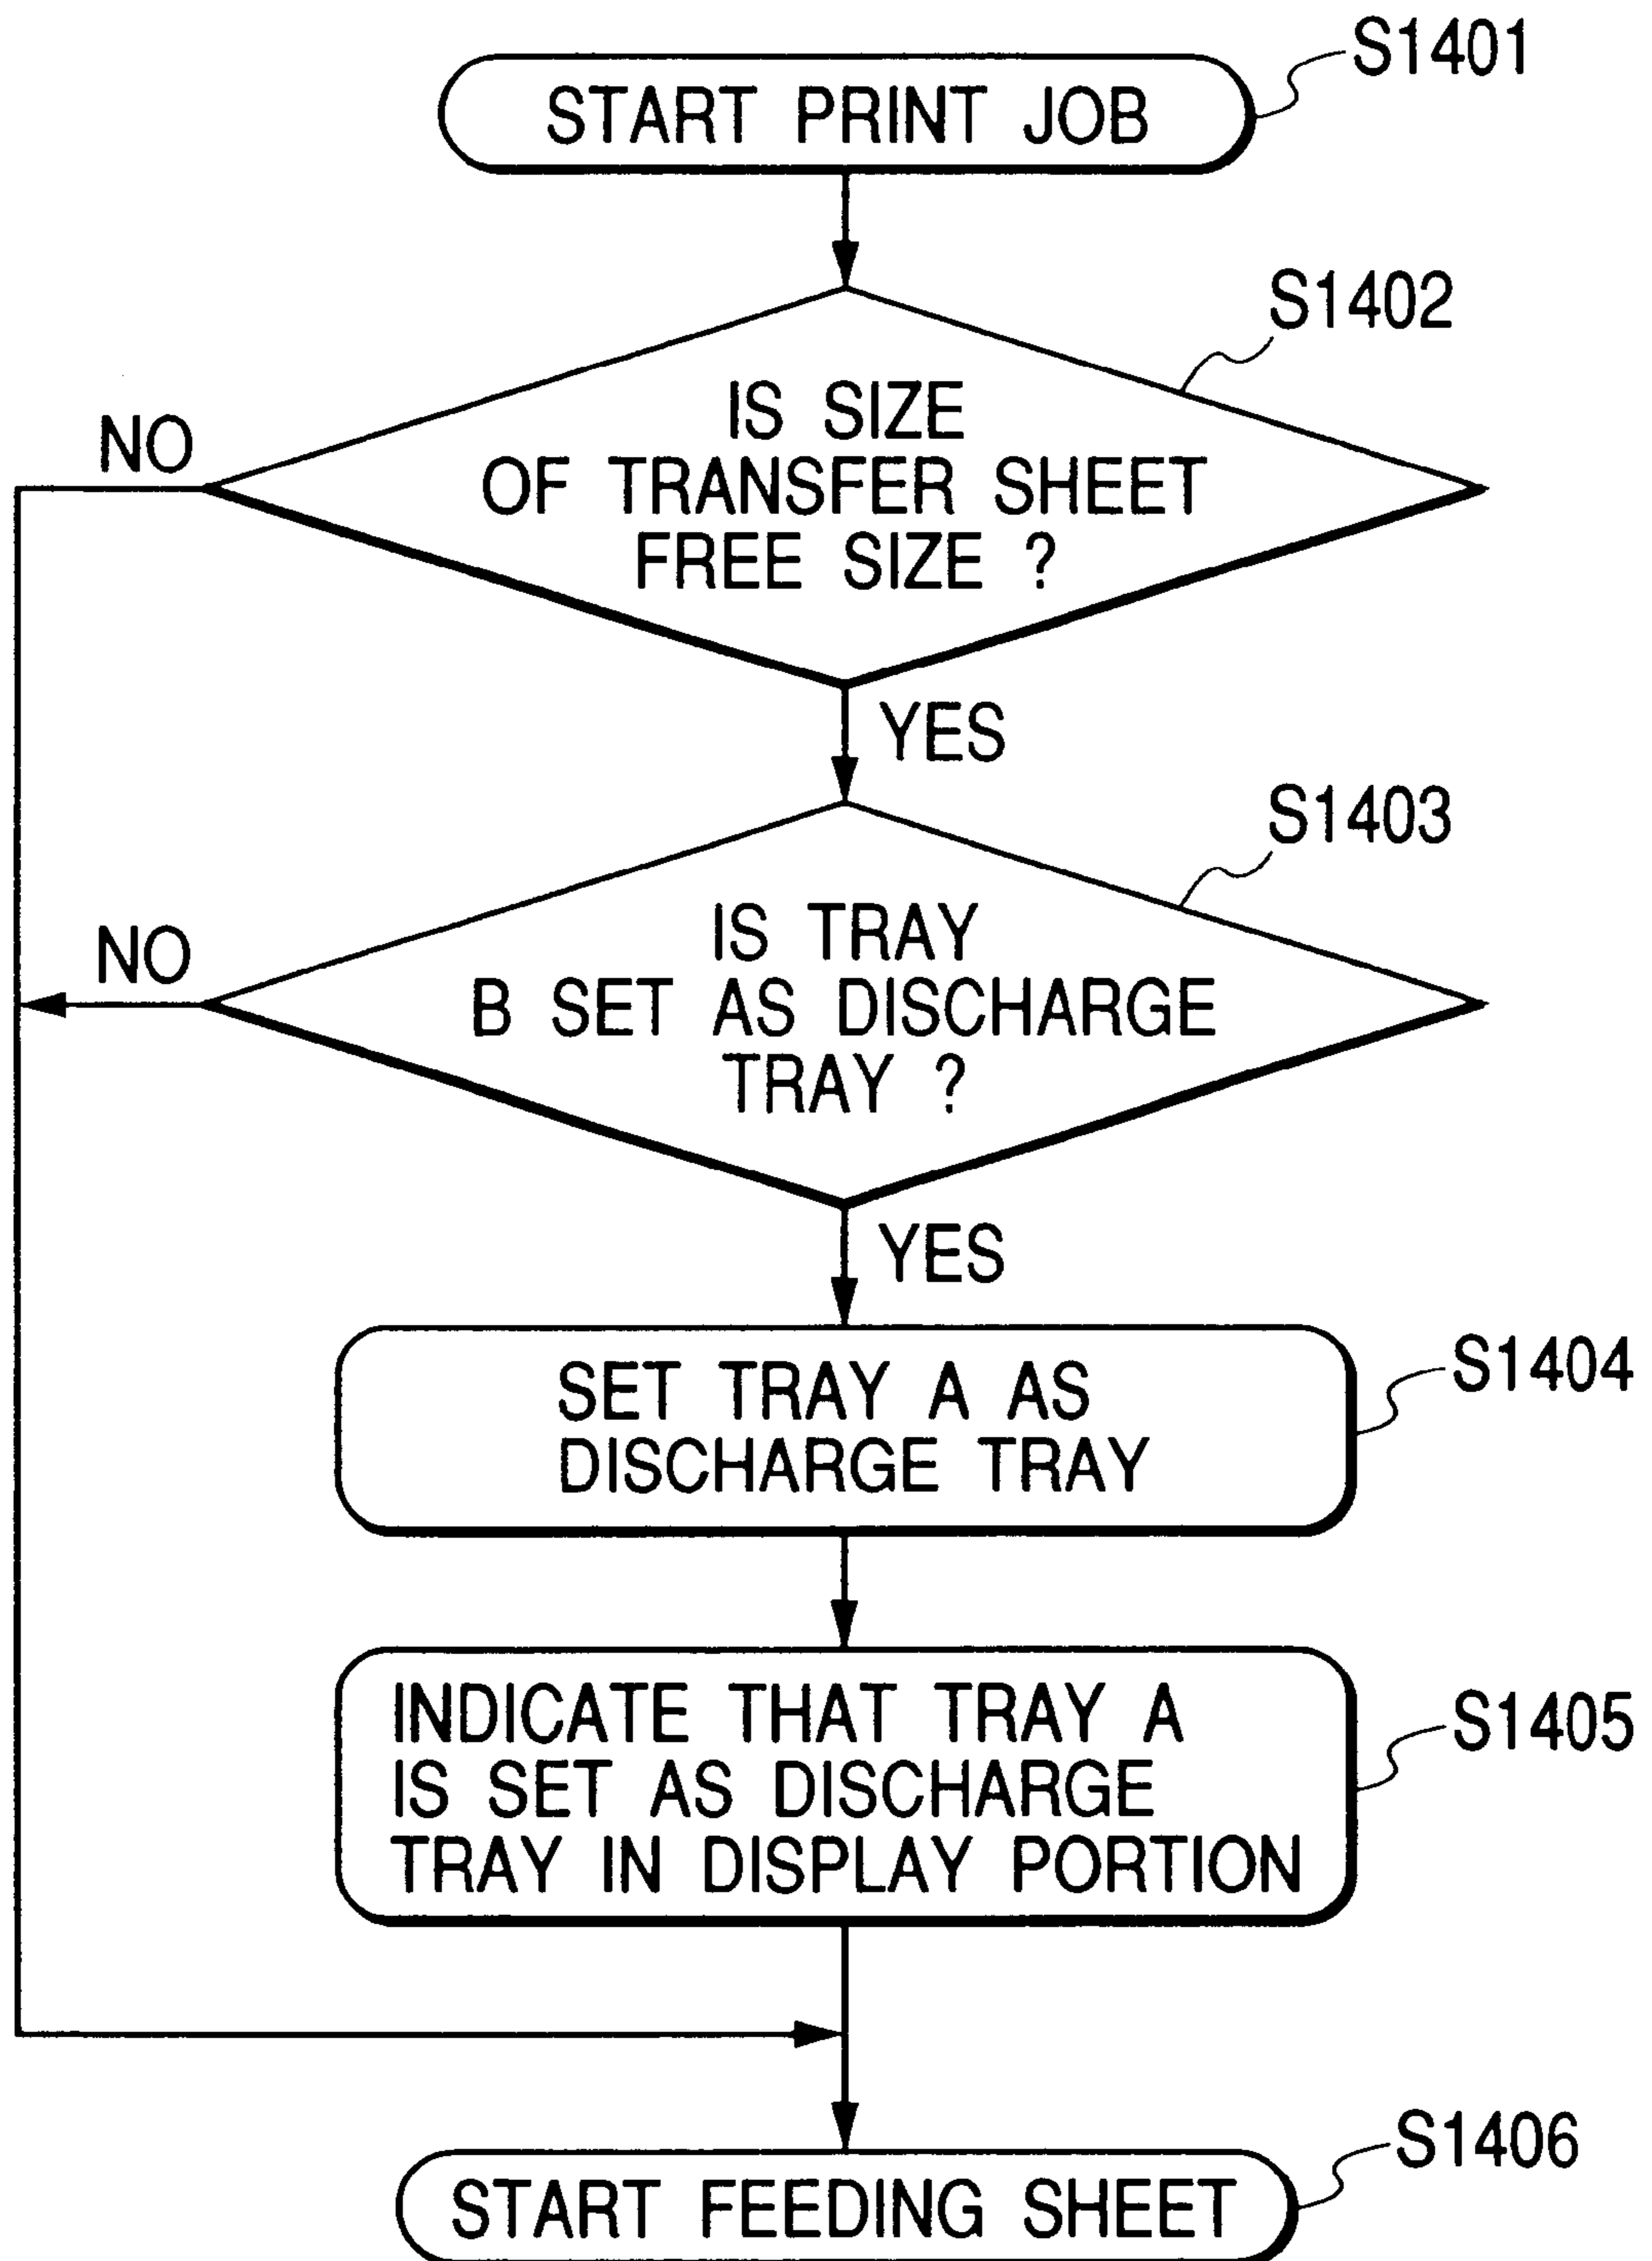 S1401
START PRINT JOB
S1402
IS SIZE
OF TRANSFER SHEET
FREE SIZE ?
NO
YES
S1403
IS TRAY
B SET AS DISCHARGE
TRAY ?
NO
YES
S1404
SET TRAY A AS
DISCHARGE TRAY
S1405
INDICATE THAT TRAY A
IS SET AS DISCHARGE
TRAY IN DISPLAY PORTION
S1406
START FEEDING SHEET